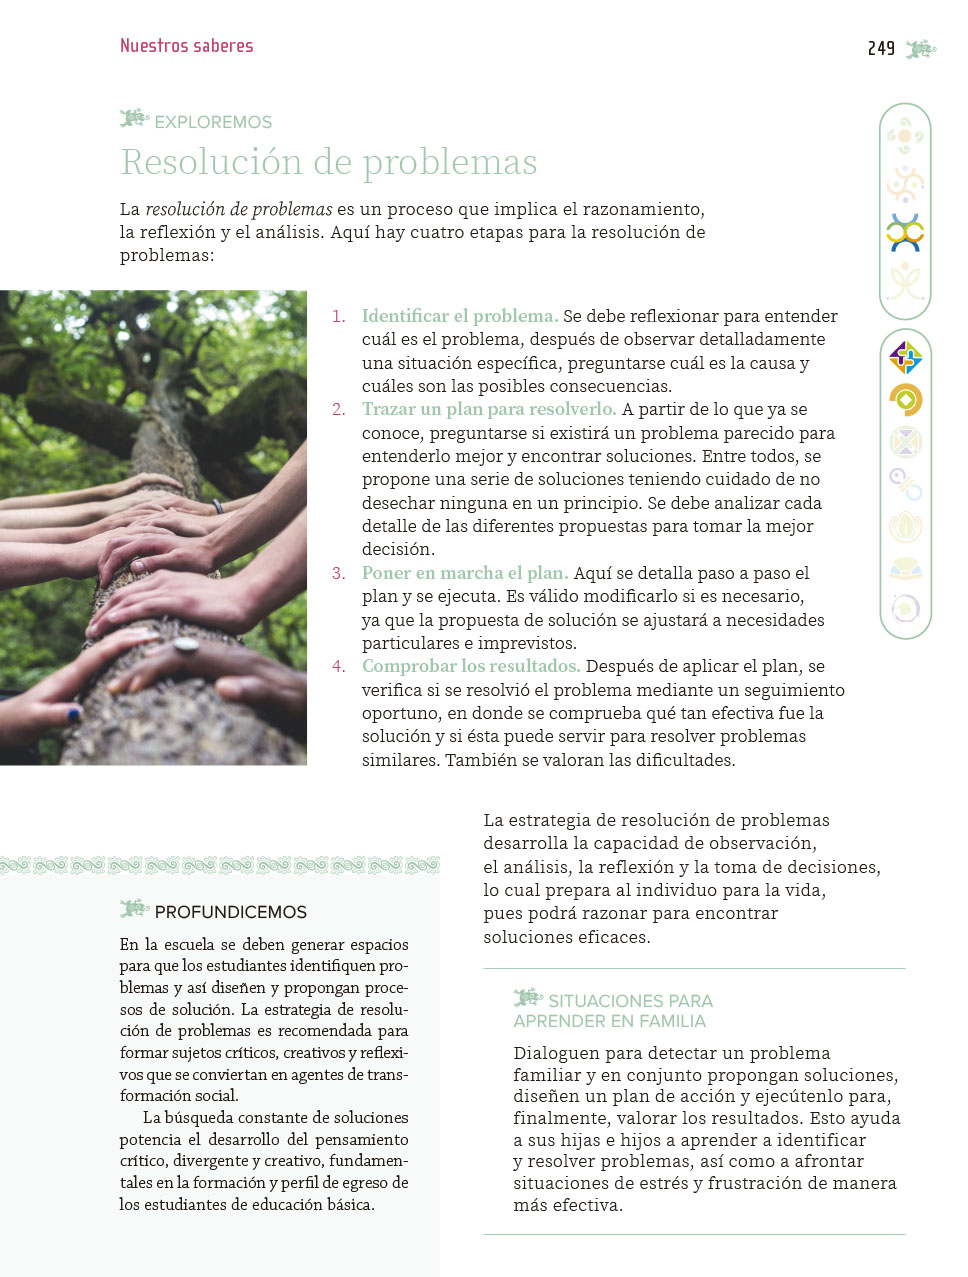 Nuestros saberes
249
EXPLOREMOS
Resolución de problemas
La resolución de problemas es un proceso que implica el razonamiento,
la reflexión y el análisis. Aquí hay cuatro etapas para la resolución de
problemas:
1. Identificar el problema. Se debe reflexionar para entender
cuál es el problema, después de observar detalladamente
una situación específica, preguntarse cuál es la causa y
cuáles son las posibles consecuencias.
2. Trazar un plan para resolverlo. A partir de lo que ya se
conoce, preguntarse si existirá un problema parecido para
entenderlo mejor y encontrar soluciones. Entre todos, se
propone una serie de soluciones teniendo cuidado de no
desechar ninguna en un principio. Se debe analizar cada
detalle de las diferentes propuestas para tomar la mejor
decisión.
3. Poner en marcha el plan. Aquí se detalla paso a paso el
plan y se ejecuta. Es válido modificarlo si es necesario,
ya que la propuesta de solución se ajustará a necesidades
particulares e imprevistos.
4. Comprobar los resultados. Después de aplicar el plan, se
verifica si se resolvió el problema mediante un seguimiento
oportuno, en donde se comprueba qué tan efectiva fue la
solución y si ésta puede servir para resolver problemas
similares. También se valoran las dificultades.
La estrategia de resolución de problemas
desarrolla la capacidad de observación,
el análisis, la reflexión y la toma de decisiones,
lo cual prepara al individuo para la vida,
pues podrá razonar para encontrar
soluciones eficaces.
PROFUNDICEMOS
En la escuela se deben generar espacios
para que los estudiantes identifiquen pro-
blemas y así diseñen y propongan proce-
sos de solución. La estrategia de resolu-
ción de problemas es recomendada para
formar sujetos críticos, creativos y reflexi-
vos que se conviertan en agentes de trans-
formación social.
La búsqueda constante de soluciones
potencia el desarrollo del pensamiento
crítico, divergente y creativo, fundamen-
tales en la formación y perfil de egreso de
los estudiantes de educación básica.
SITUACIONES PARA
APRENDER EN FAMILIA
Dialoguen para detectar un problema
familiar y en conjunto propongan soluciones,
diseñen un plan de acción y ejecútenlo para,
finalmente, valorar los resultados. Esto ayuda
a sus hijas e hijos a aprender a identificar
y resolver problemas, así como a afrontar
situaciones de estrés y frustración de manera
más efectiva.